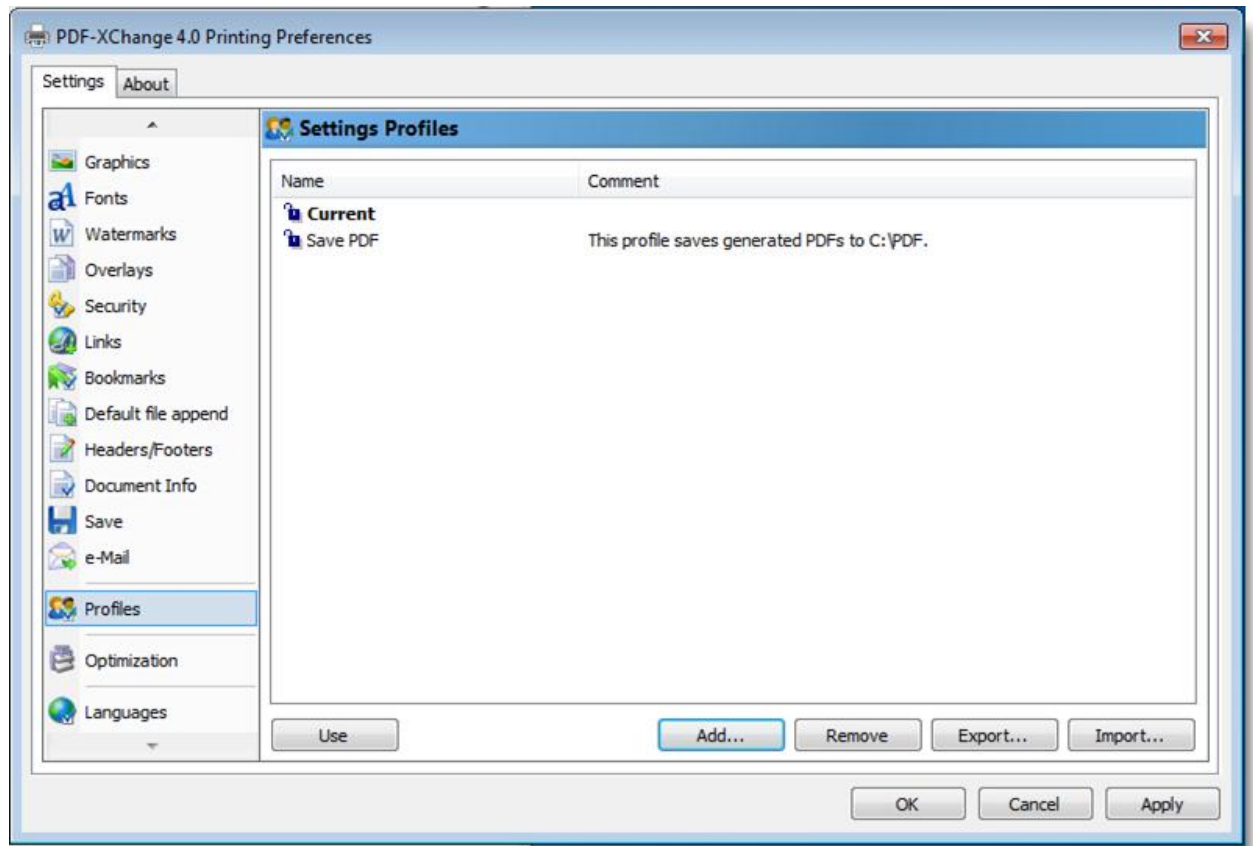 PDF-XChange 4.0 Printing Preferences
Settings
About
Graphics
Fonts
Watermarks
Overlays
Security
Links
Bookmarks
Default file append
Headers/Footers
Document Info
Save
e-Mail
Profiles
Optimization
Languages
Settings Profiles
Name Comment
Current
Save PDF This profile saves generated PDFs to C:\PDF.
Use Add... Remove Export... Import...
OK Cancel Apply